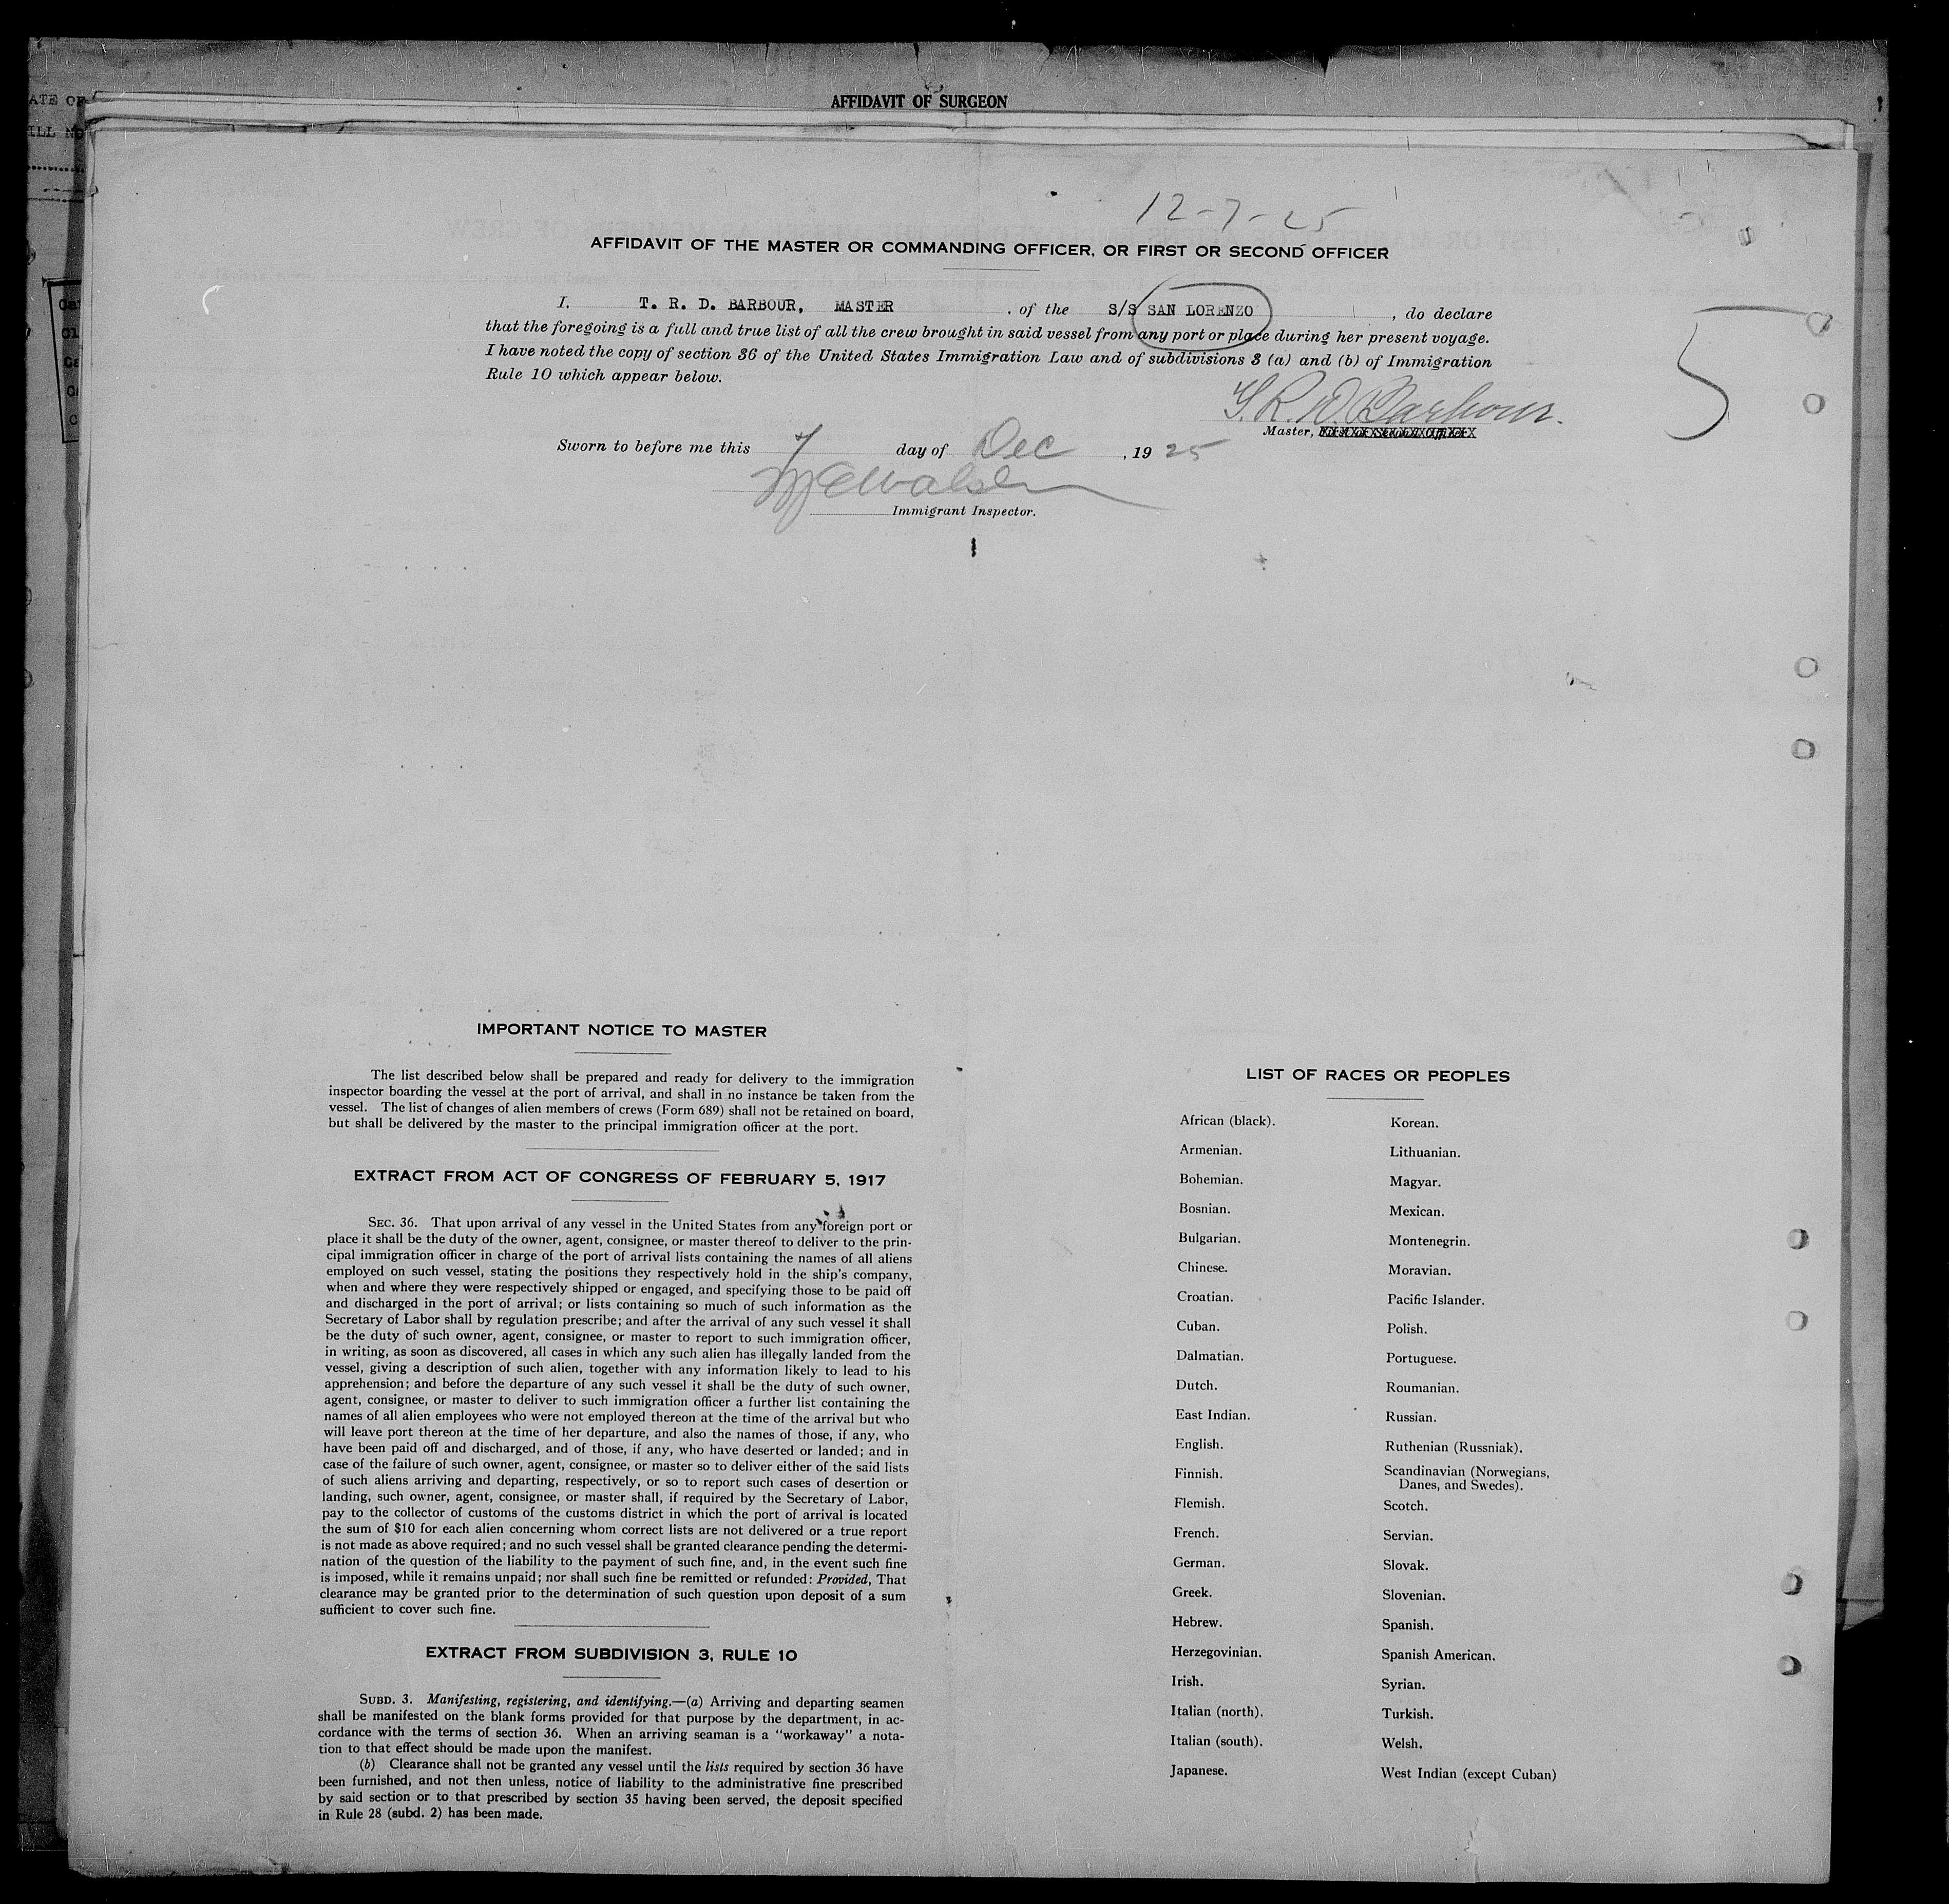 ATE OF
AFFIDAVIT OF SURGEON
12-7-25
AFFIDAVIT OF THE MASTER OR COMMANDING OFFICER, OR FIRST OR SECOND OFFICER
I. T. R. D. BARBOUR, MASTER . of the S/S SAN LORENZO , do declare
that the foregoing is a full and true list of all the crew brought in said vessel from any port or place during her present voyage.
I have noted the copy of section 36 of the United States Immigration Law and of subdivisions 3 (a) and (b) of Immigration
Rule 10 which appear below.
5
T. R. D. Barbour.
Master,
Sworn to before me this 7 day of Dec , 19 25
Immigrant Inspector.
IMPORTANT NOTICE TO MASTER
The list described below shall be prepared and ready for delivery to the immigration
inspector boarding the vessel at the port of arrival, and shall in no instance be taken from the
vessel. The list of changes of alien members of crews (Form 689) shall not be retained on board,
but shall be delivered by the master to the principal immigration officer at the port.
EXTRACT FROM ACT OF CONGRESS OF FEBRUARY 5, 1917
SEC. 36. That upon arrival of any vessel in the United States from any foreign port or
place it shall be the duty of the owner, agent, consignee, or master thereof to deliver to the prin-
cipal immigration officer in charge of the port of arrival lists containing the names of all aliens
employed on such vessel, stating the positions they respectively hold in the ship's company,
when and where they were respectively shipped or engaged, and specifying those to be paid off
and discharged in the port of arrival; or lists containing so much of such information as the
Secretary of Labor shall by regulation prescribe; and after the arrival of any such vessel it shall
be the duty of such owner, agent, consignee, or master to report to such immigration officer,
in writing, as soon as discovered, all cases in which any such alien has illegally landed from the
vessel, giving a description of such alien, together with any information likely to lead to his
apprehension; and before the departure of any such vessel it shall be the duty of such owner,
agent, consignee, or master to deliver to such immigration officer a further list containing the
names of all alien employees who were not employed thereon at the time of the arrival but who
will leave port thereon at the time of her departure, and also the names of those, if any, who
have been paid off and discharged, and of those, if any, who have deserted or landed; and in
case of the failure of such owner, agent, consignee, or master so to deliver either of the said lists
of such aliens arriving and departing, respectively, or so to report such cases of desertion or
landing, such owner, agent, consignee, or master shall, if required by the Secretary of Labor,
pay to the collector of customs of the customs district in which the port of arrival is located
the sum of $10 for each alien concerning whom correct lists are not delivered or a true report
is not made as above required; and no such vessel shall be granted clearance pending the determi-
nation of the question of the liability to the payment of such fine, and, in the event such fine
is imposed, while it remains unpaid; nor shall such fine be remitted or refunded: Provided, That
clearance may be granted prior to the determination of such question upon deposit of a sum
sufficient to cover such fine.
EXTRACT FROM SUBDIVISION 3, RULE 10
SUBD. 3. Manifesting, registering, and identifying.—(a) Arriving and departing seamen
shall be manifested on the blank forms provided for that purpose by the department, in ac-
cordance with the terms of section 36. When an arriving seaman is a "workaway" a nota-
tion to that effect should be made upon the manifest.
(b) Clearance shall not be granted any vessel until the lists required by section 36 have
been furnished, and not then unless, notice of liability to the administrative fine prescribed
by said section or to that prescribed by section 35 having been served, the deposit specified
in Rule 28 (subd. 2) has been made.
LIST OF RACES OR PEOPLES
African (black).
Armenian.
Bohemian.
Bosnian.
Bulgarian.
Chinese.
Croatian.
Cuban.
Dalmatian.
Dutch.
East Indian.
English.
Finnish.
Flemish.
French.
German.
Greek.
Hebrew.
Herzegovinian.
Irish.
Italian (north).
Italian (south).
Japanese.
Korean.
Lithuanian.
Magyar.
Mexican.
Montenegrin.
Moravian.
Pacific Islander.
Polish.
Portuguese.
Roumanian.
Russian.
Ruthenian (Russniak).
Scandinavian (Norwegians,
Danes, and Swedes).
Scotch.
Servian.
Slovak.
Slovenian.
Spanish.
Spanish American.
Syrian.
Turkish.
Welsh.
West Indian (except Cuban)